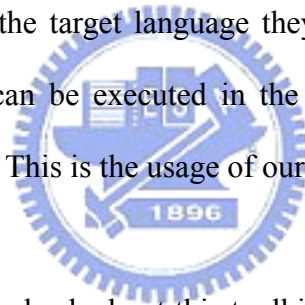 the target language they
can be executed in the
This is the usage of our
1896